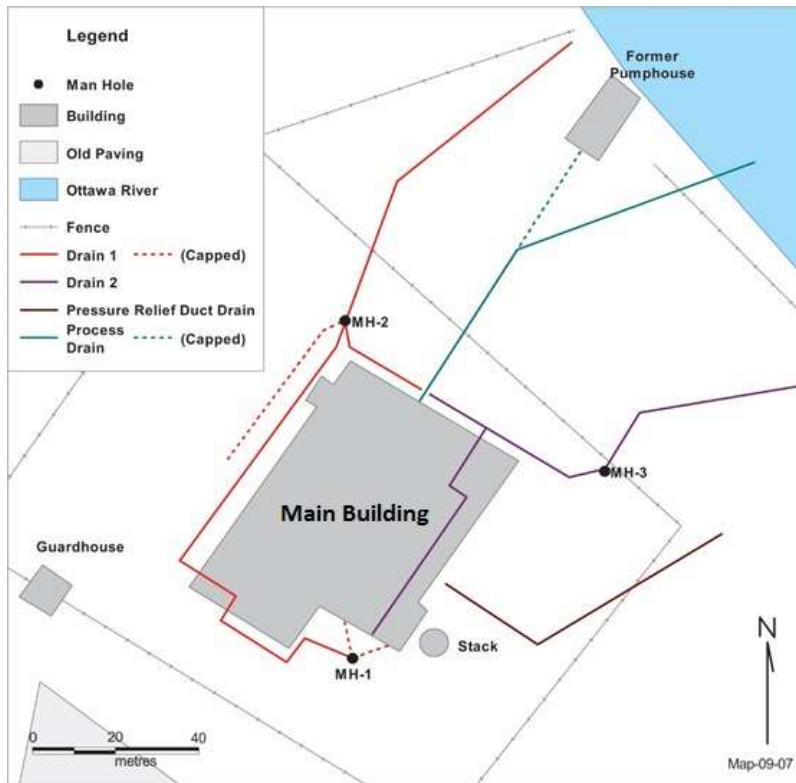 Legend
Man Hole
Building
Old Paving
Ottawa River
Fence
Drain 1 (Capped)
Drain 2
Pressure Relief Duct Drain
Process (Capped)
Drain
Former
Pumphouse
MH-2
MH-3
Main Building
Guardhouse
Stack
MH-1
N
0 20 40
metres
Map-09-07